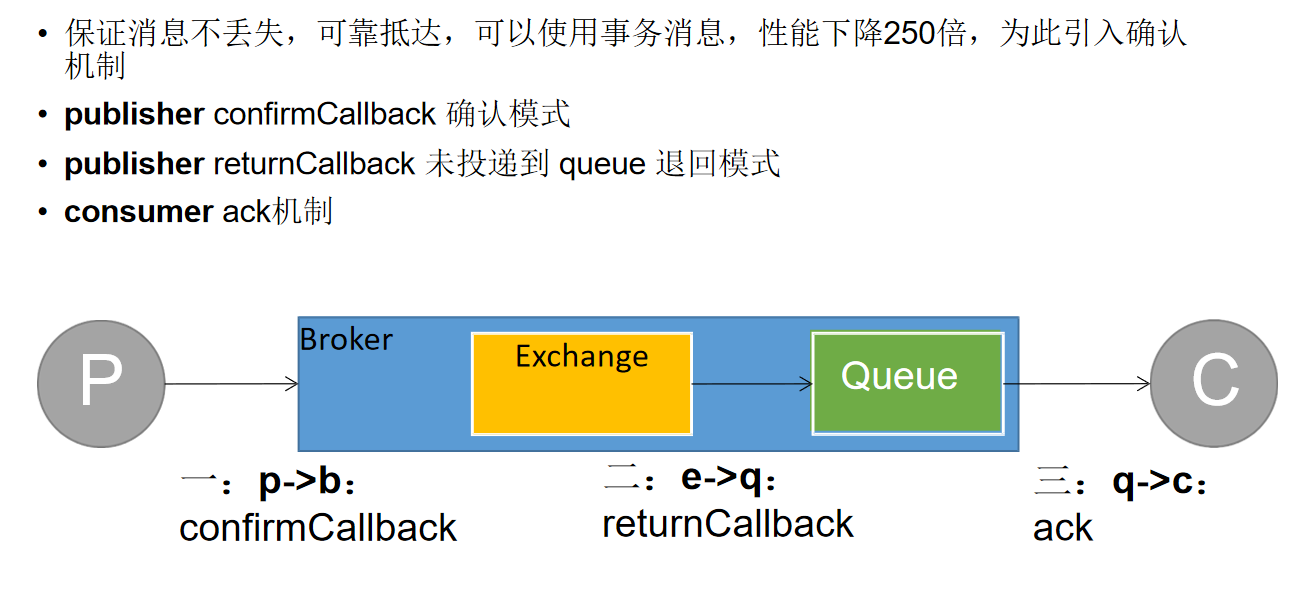 • 保证消息不丢失，可靠抵达，可以使用事务消息，性能下降250倍，为此引入确认
机制
• publisher confirmCallback 确认模式
• publisher returnCallback 未投递到 queue 退回模式
• consumer ack机制
Broker
P
Exchange
Queue
C
一：p->b：
confirmCallback
二：e->q：
returnCallback
三：q->c：
ack